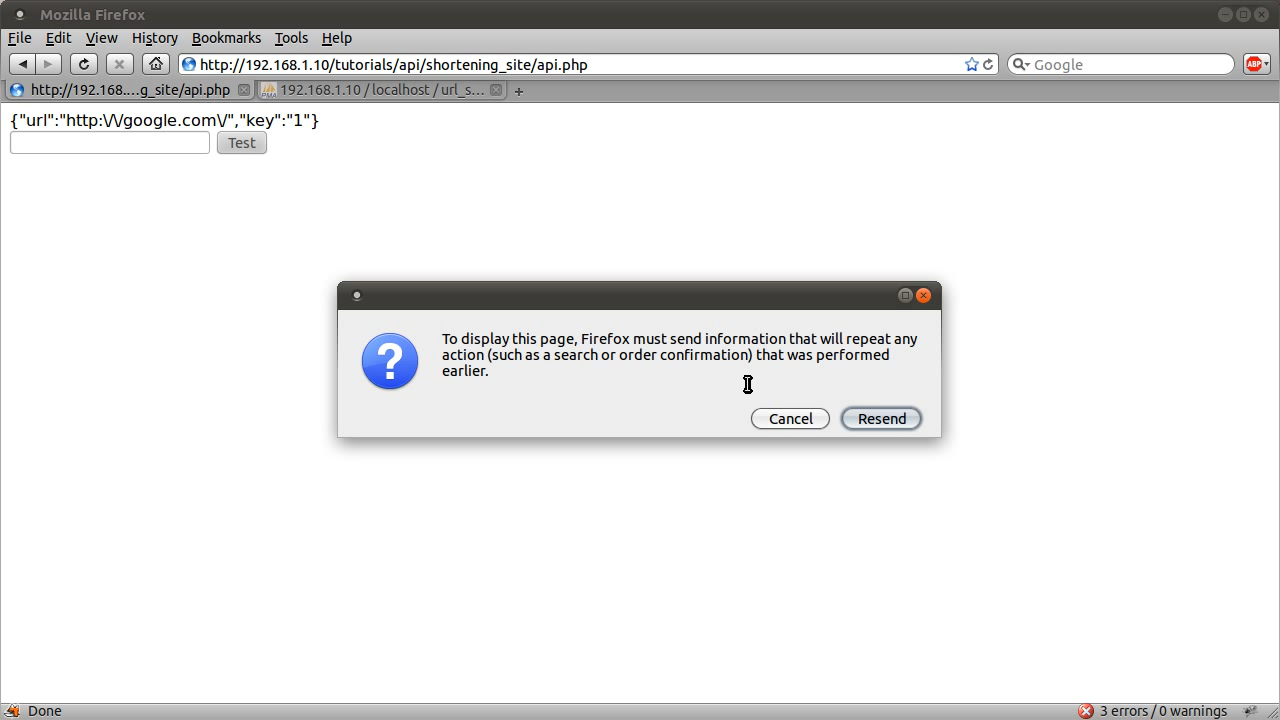 Mozilla Firefox
File Edit View History Bookmarks Tools Help
http://192.168.1.10/tutorials/api/shortening_site/api.php
Google
ABP
http://192.168....g_site/api.php
PMA
192.168.1.10 / localhost / url_s...
{"url":"http:\/\/google.com\/","key":"1"}
Test
To display this page, Firefox must send information that will repeat any
action (such as a search or order confirmation) that was performed
earlier.
Cancel
Resend
Done
3 errors / 0 warnings